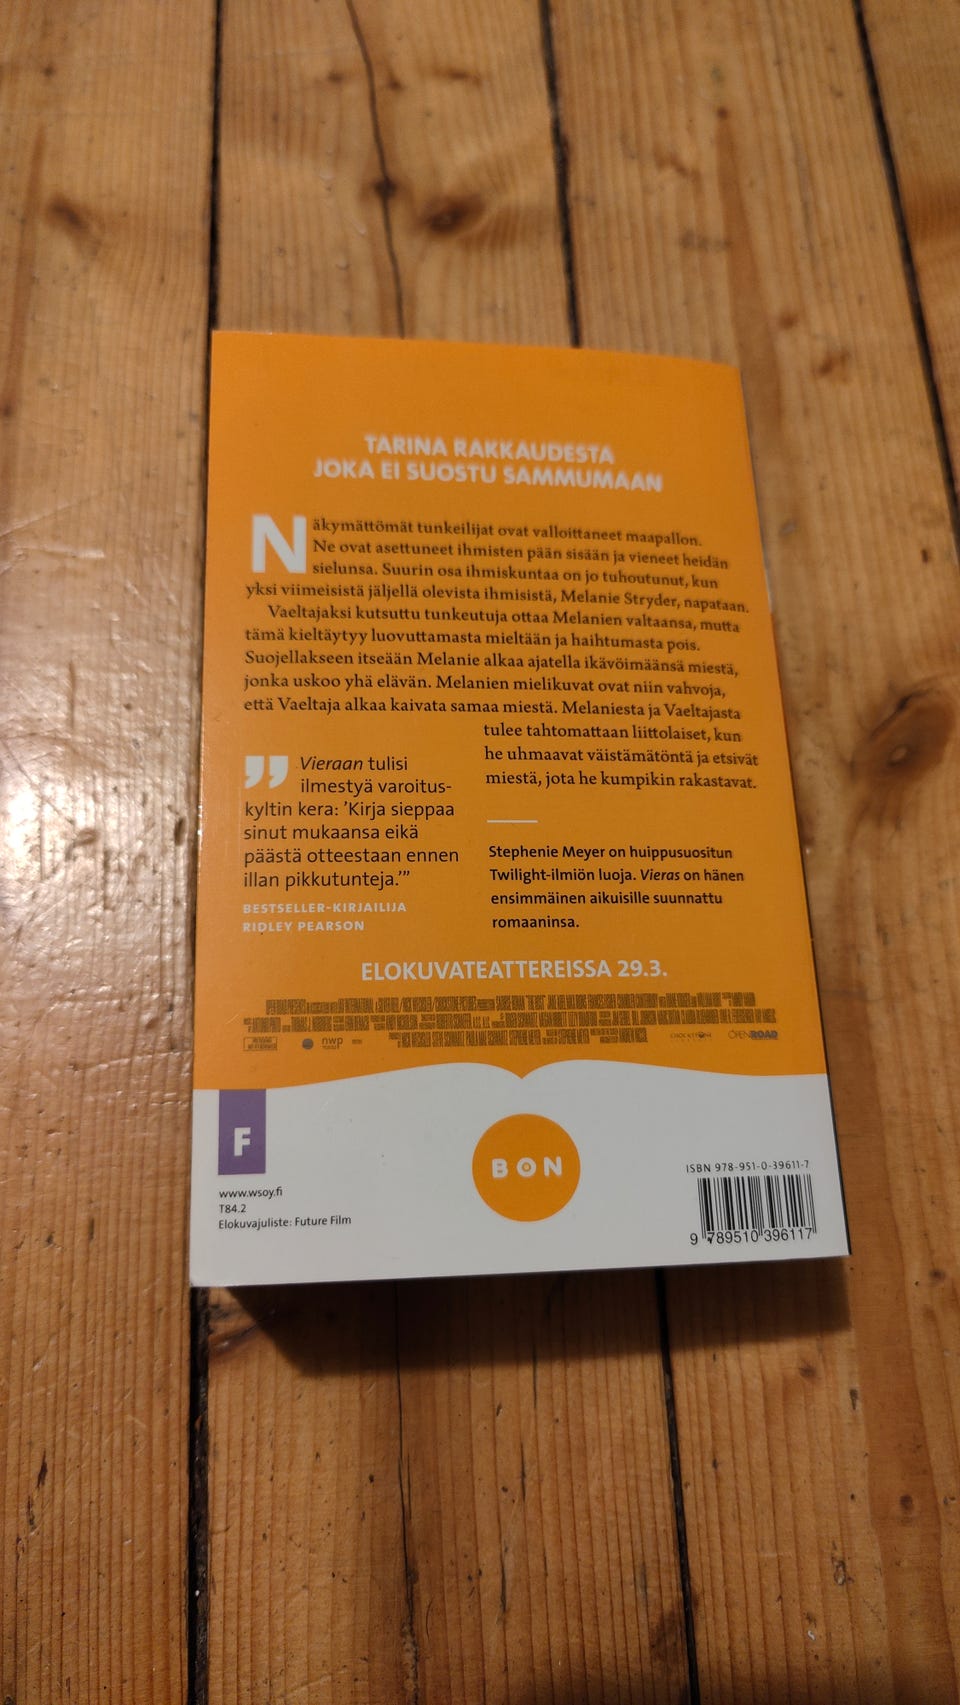 TARINA RAKKAUDESTA
JOKA EI SUOSTU SAMMUMAAN
Näkymättömät tunkeilijat ovat valloittaneet maapallon.
Ne ovat asettuneet ihmisten pään sisään ja vieneet heidän
sielunsa. Suurin osa ihmiskuntaa on jo tuhoutunut, kun
yksi viimeisistä jäljellä olevista ihmisistä, Melanie Stryder, napataan.
Vaeltajaksi kutsuttu tunkeutuja ottaa Melanien valtaansa, mutta
tämä kieltäytyy luovuttamasta mieltään ja haihtumasta pois.
Suojellakseen itseään Melanie alkaa ajatella ikävöimäänsä miestä,
jonka uskoo yhä elävän. Melanien mielikuvat ovat niin vahvoja,
että Vaeltaja alkaa kaivata samaa miestä. Melaniesta ja Vaeltajasta
tulee tahtomattaan liittolaiset, kun
he uhmaavat väistämätöntä ja etsivät
miestä, jota he kumpikin rakastavat.
” Vieraan tulisi
ilmestyä varoitus-
kyltin kera: ’Kirja sieppaa
sinut mukaansa eikä
päästä otteestaan ennen
illan pikkutunteja.’”
BESTSELLER-KIRJAILIJA
RIDLEY PEARSON
Stephenie Meyer on huippusuositun
Twilight-ilmiön luoja. Vieras on hänen
ensimmäinen aikuisille suunnattu
romaaninsa.
ELOKUVATEATTEREISSA 29.3.
nwp
OPENROAD
F
BON
www.wsoy.fi
T84.2
Elokuvajuliste: Future Film
ISBN 978-951-0-39611-7
9 789510 396117